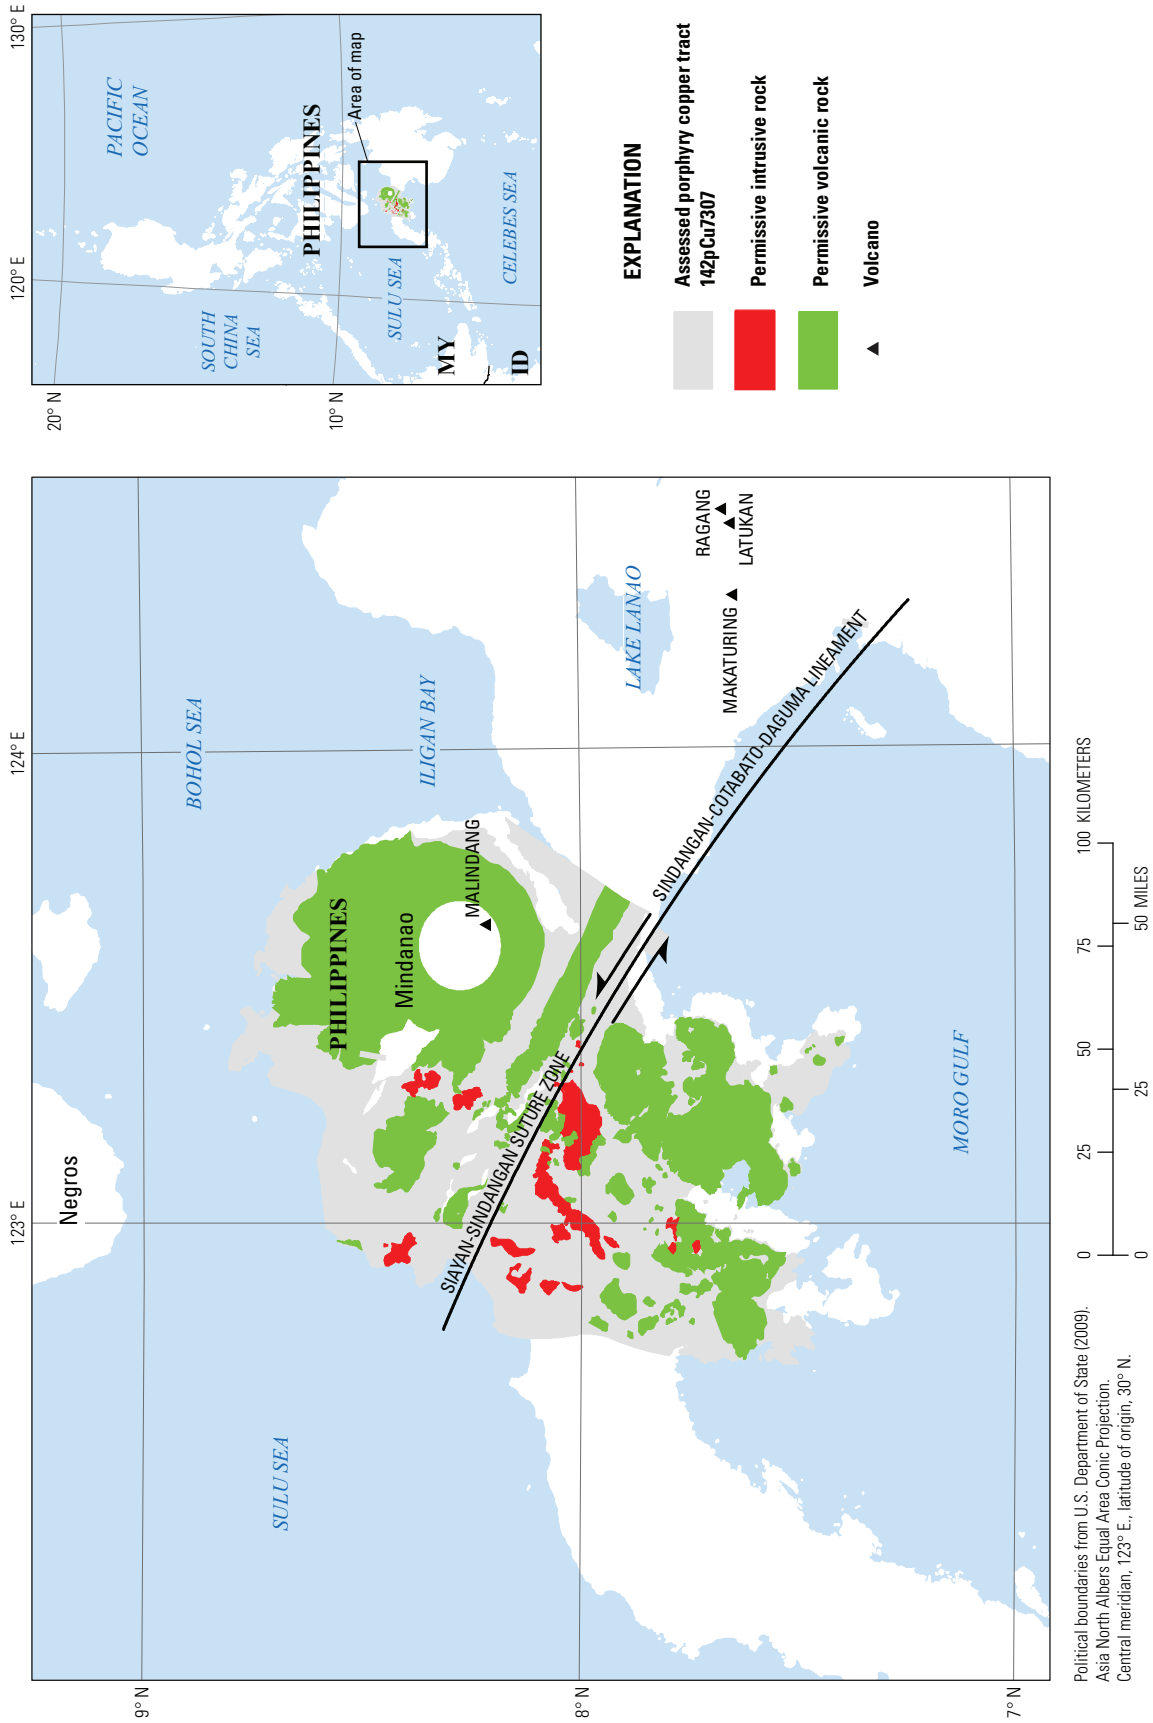 123° E
124° E
9° N
8° N
7° N
Negros
BOHOL SEA
SULU SEA
ILIGAN BAY
PHILIPPINES
Mindanao
MALINDANG
SIAYAN-SINDANGAN SUTURE ZONE
SINDANGAN-COTABATO-DAGUMA LINEAMENT
LAKE LANAO
MAKATURING
RAGANG
LATUKAN
MORO GULF
0
25
50
75
100 KILOMETERS
0
25
50 MILES
Political boundaries from U.S. Department of State (2009).
Asia North Albers Equal Area Conic Projection.
Central meridian, 123° E., latitude of origin, 30° N.
120° E
130° E
20° N
10° N
PACIFIC
OCEAN
SOUTH
CHINA
SEA
PHILIPPINES
Area of map
SULU SEA
CELEBES SEA
MY
ID
EXPLANATION
Assessed porphyry copper tract
142pCu7307
Permissive intrusive rock
Permissive volcanic rock
Volcano